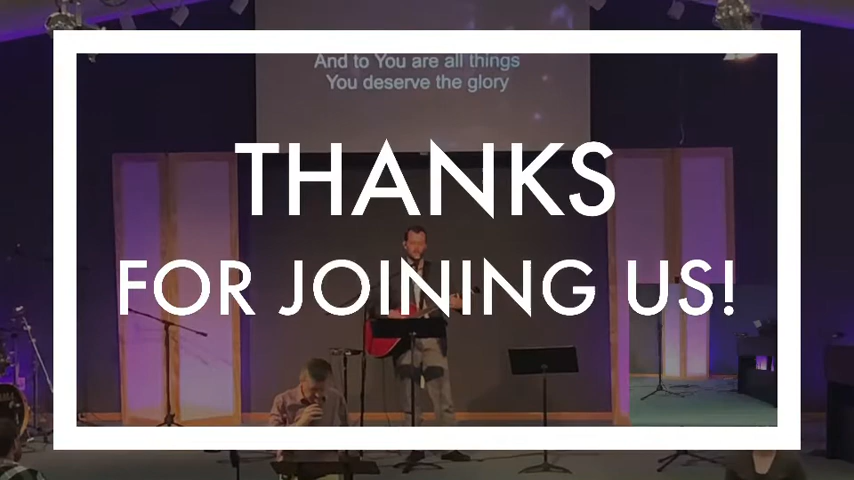 And to You are all things
You deserve the glory
THANKS
FOR JOINING US!